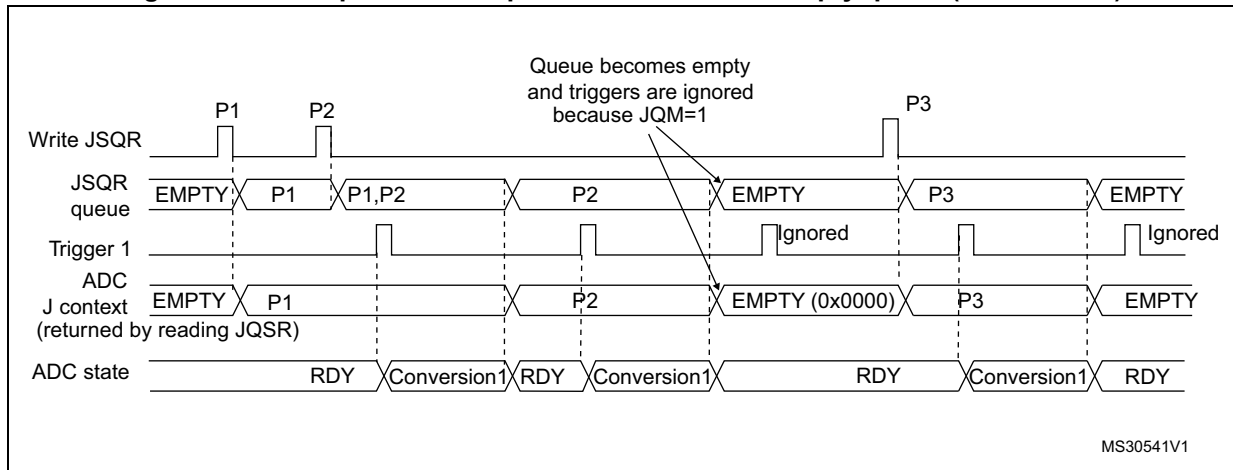 Queue becomes empty
and triggers are ignored
because JQM=1
P1 P2 P3
Write JSQR
JSQR
queue
EMPTY P1 P1,P2 P2 EMPTY P3 EMPTY
Trigger 1 Ignored Ignored
ADC
J context
(returned by reading JQSR)
EMPTY P1 P2 EMPTY (0x0000) P3 EMPTY
ADC state RDY Conversion1 RDY Conversion1 RDY Conversion1 RDY
MS30541V1